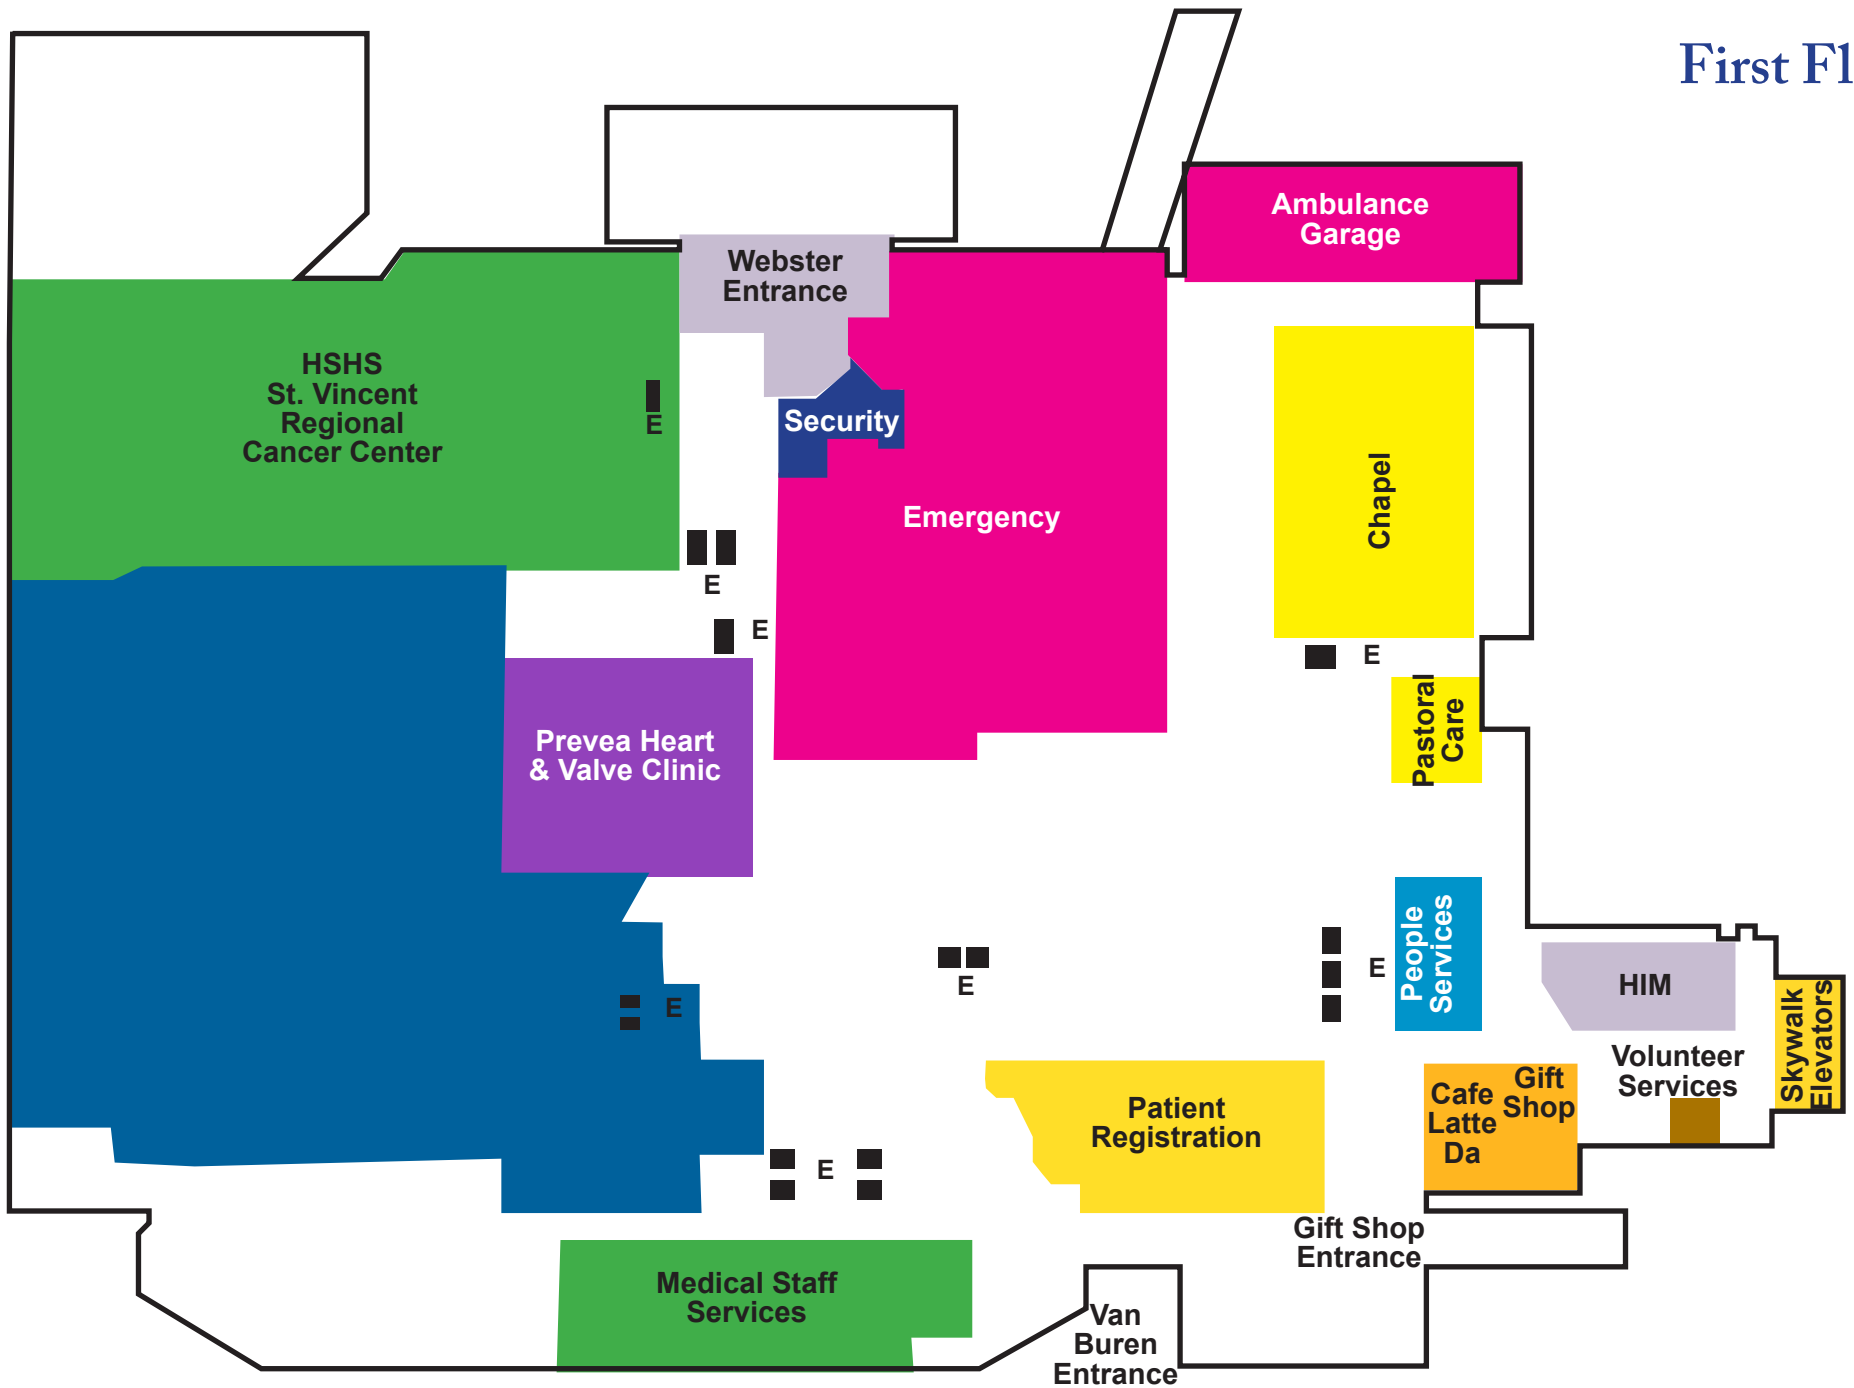 First Fl
Ambulance
Garage
Webster
Entrance
HSHS
St. Vincent
Regional
Cancer Center
E
Security
Emergency
Chapel
E
E
E
Pastoral
Care
Prevea Heart
& Valve Clinic
People
Services
E
E
E
HIM
Skywalk
Elevators
Volunteer
Services
Gift
Shop
Cafe
Latte
Da
Patient
Registration
E
Gift Shop
Entrance
Medical Staff
Services
Van
Buren
Entrance